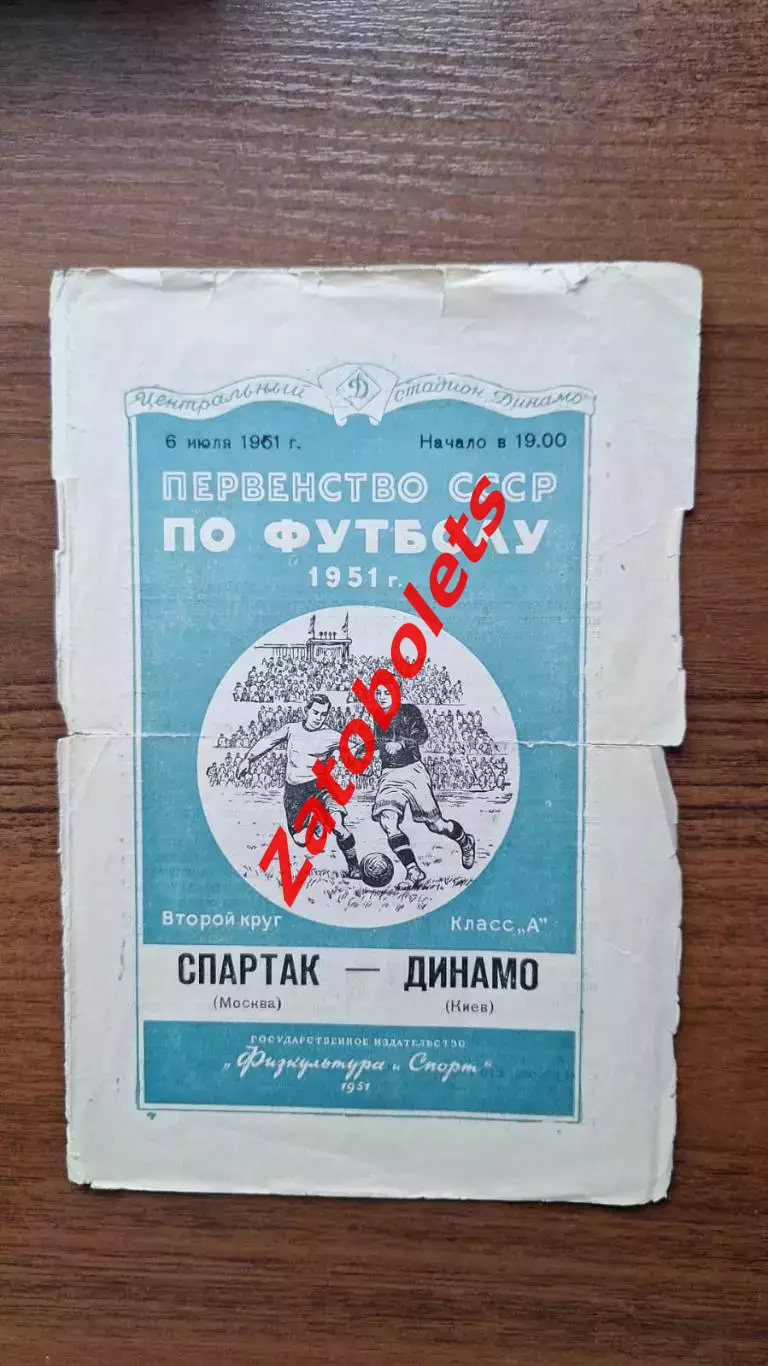 Центральный Д стадион Динамо
6 июля 1951 г. Начало в 19.00
ПЕРВЕНСТВО СССР
ПО ФУТБОЛУ
1951 г.
Zatobolets
Второй круг Класс „А"
СПАРТАК — ДИНАМО
(Москва) (Киев)
ГОСУДАРСТВЕННОЕ ИЗДАТЕЛЬСТВО
„Физкультура и Спорт"
1951